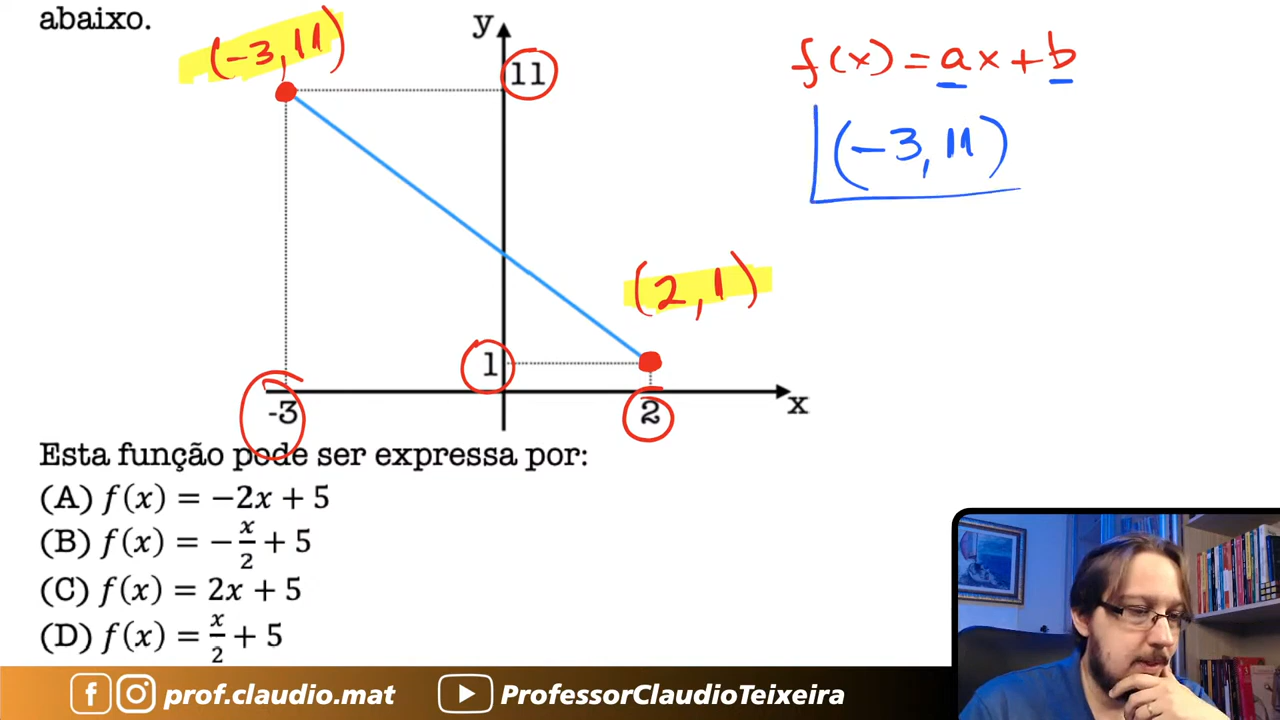 abaixo.
(-3, 11)
y
11
f(x) = ax + b
(-3, 11)
(2, 1)
1
-3
2
x
Esta função pode ser expressa por:
(A) f(x) = −2x + 5
(B) f(x) = −x/2 + 5
(C) f(x) = 2x + 5
(D) f(x) = x/2 + 5
prof.claudio.mat
ProfessorClaudioTeixeira